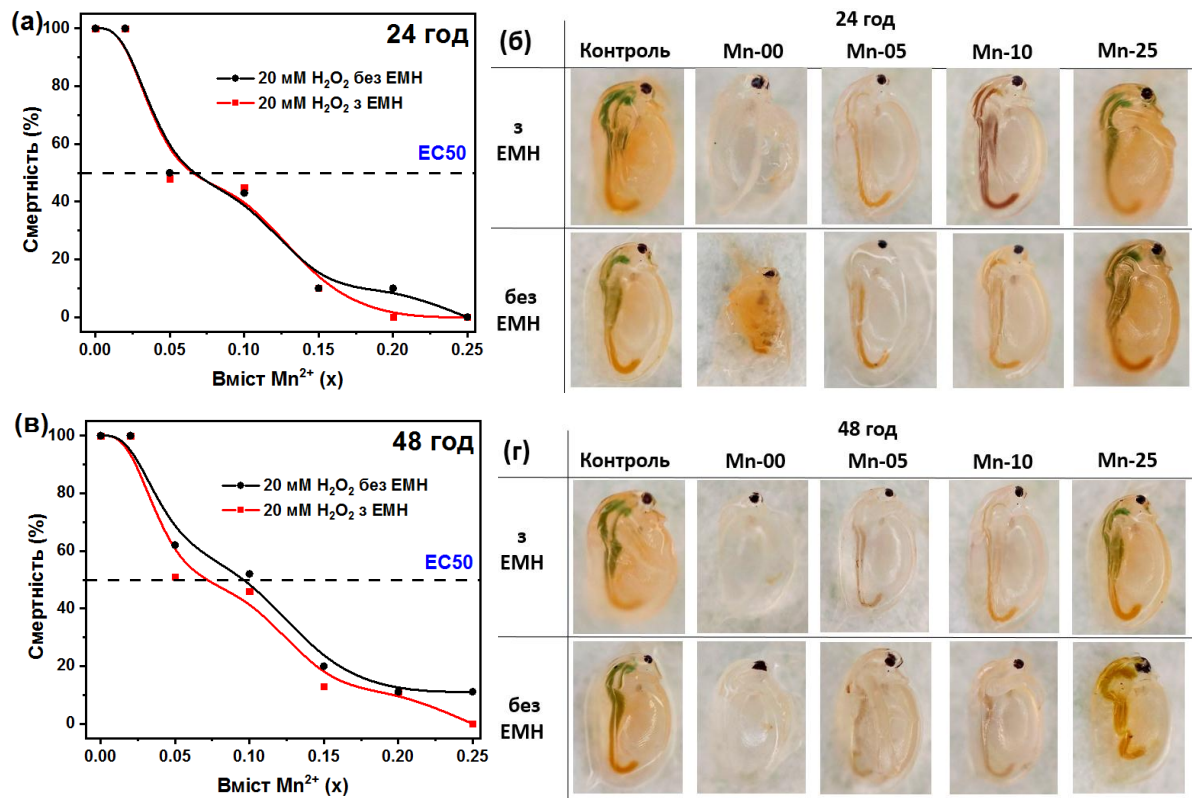 (а)
24 год
20 мМ H₂O₂ без ЕМН
20 мМ H₂O₂ з ЕМН
EC50
Смертність (%)
100
80
60
40
20
0
0.00 0.05 0.10 0.15 0.20 0.25
Вміст Mn²⁺ (x)
(б)
24 год
Контроль Mn-00 Mn-05 Mn-10 Mn-25
з
ЕМН
без
ЕМН
(в)
48 год
20 мМ H₂O₂ без ЕМН
20 мМ H₂O₂ з ЕМН
EC50
Смертність (%)
100
80
60
40
20
0
0.00 0.05 0.10 0.15 0.20 0.25
Вміст Mn²⁺ (x)
(г)
48 год
Контроль Mn-00 Mn-05 Mn-10 Mn-25
з
ЕМН
без
ЕМН